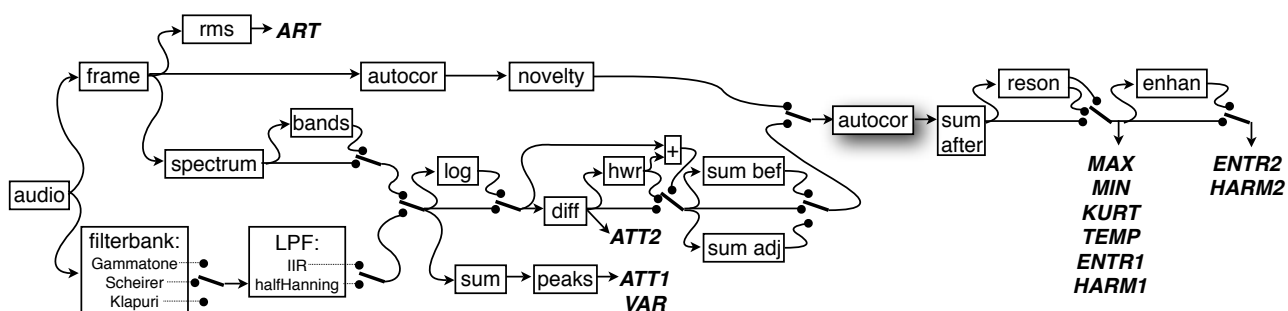 rms
ART
frame
autocor
novelty
reson
enhan
bands
autocor
sum
after
spectrum
+
log
hwr
sum bef
MAX
MIN
KURT
TEMP
ENTR1
HARM1
ENTR2
HARM2
audio
diff
ATT2
sum adj
filterbank:
Gammatone
Scheirer
Klapuri
LPF:
IIR
halfHanning
sum
peaks
ATT1
VAR